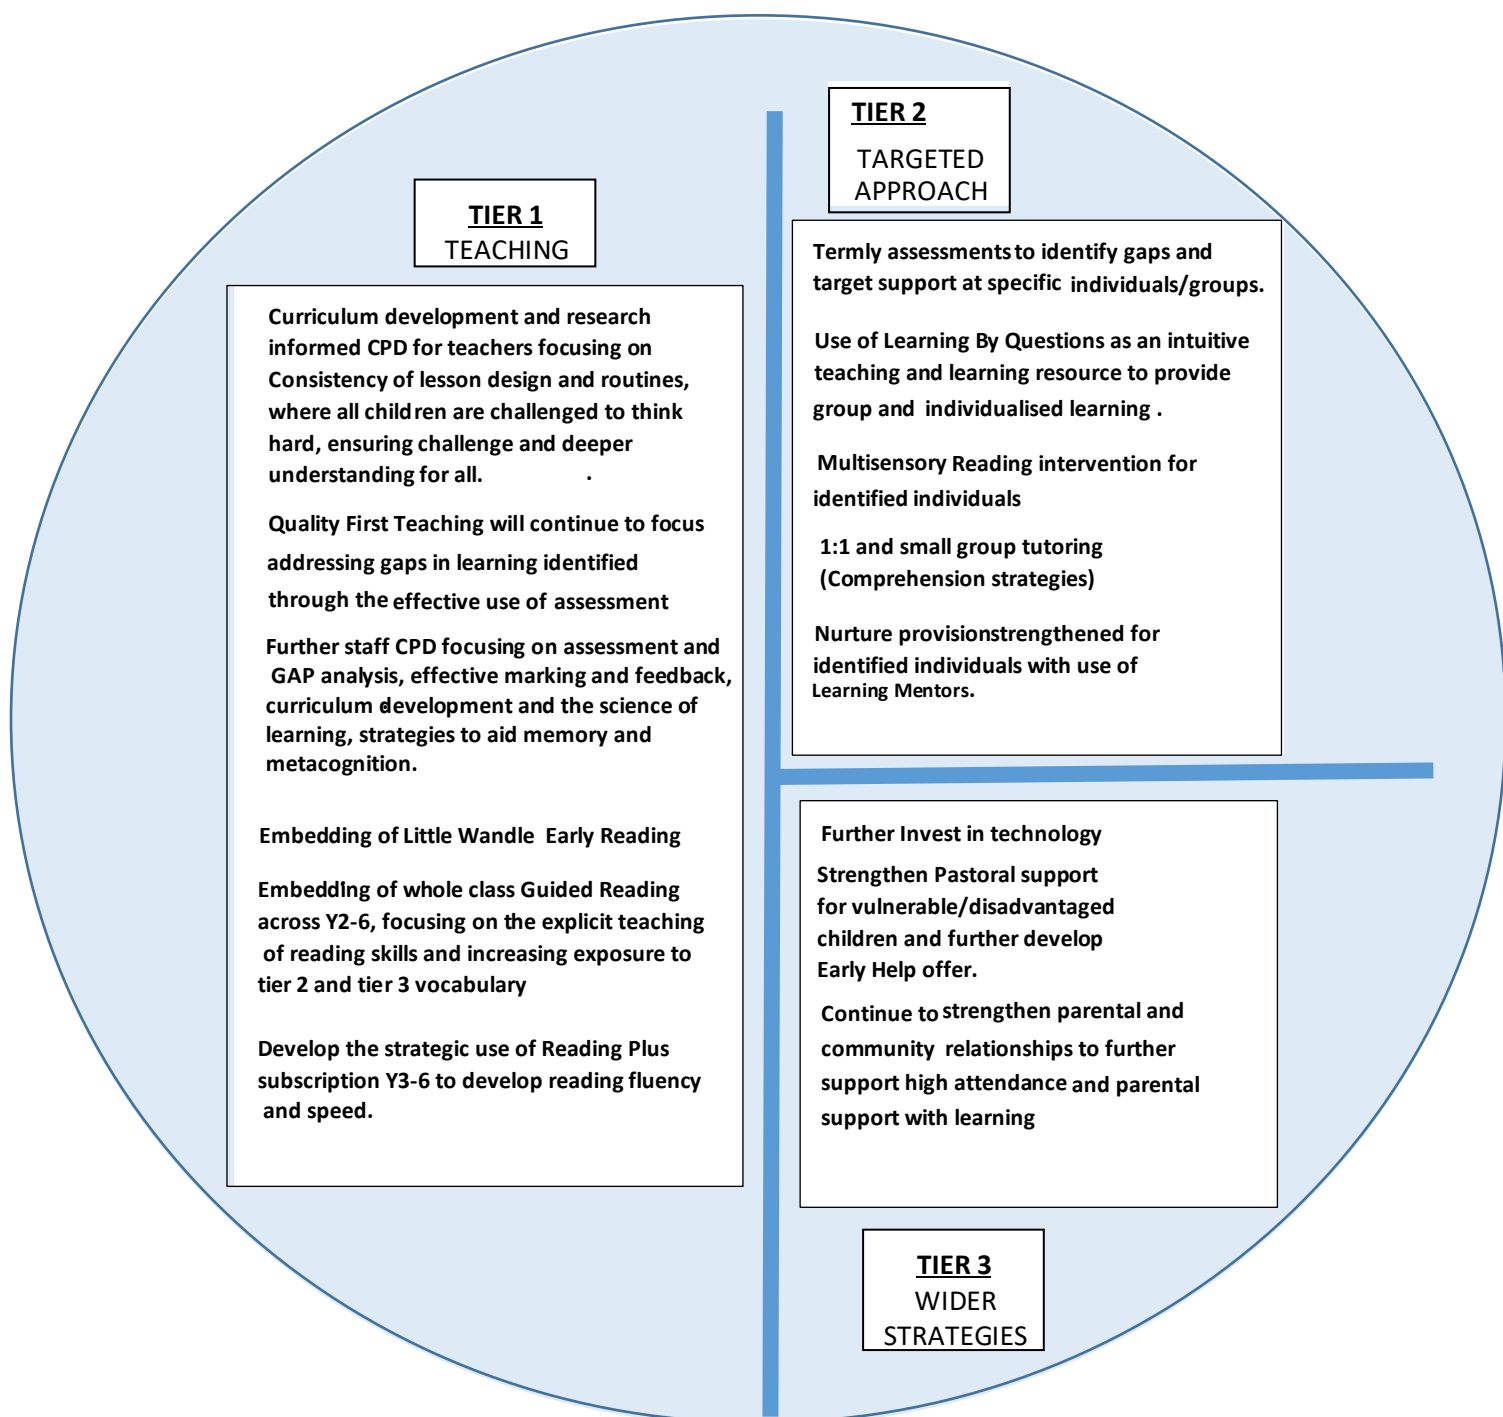 TIER 1
TEACHING
Curriculum development and research
informed CPD for teachers focusing on
Consistency of lesson design and routines,
where all children are challenged to think
hard, ensuring challenge and deeper
understanding for all. .
Quality First Teaching will continue to focus
addressing gaps in learning identified
through the effective use of assessment
Further staff CPD focusing on assessment and
GAP analysis, effective marking and feedback,
curriculum development and the science of
learning, strategies to aid memory and
metacognition.
Embedding of Little Wandle Early Reading
Embedding of whole class Guided Reading
across Y2-6, focusing on the explicit teaching
of reading skills and increasing exposure to
tier 2 and tier 3 vocabulary
Develop the strategic use of Reading Plus
subscription Y3-6 to develop reading fluency
and speed.
TIER 2
TARGETED
APPROACH
Termly assessments to identify gaps and
target support at specific individuals/groups.
Use of Learning By Questions as an intuitive
teaching and learning resource to provide
group and individualised learning .
Multisensory Reading intervention for
identified individuals
1:1 and small group tutoring
(Comprehension strategies)
Nurture provisionstrengthened for
identified individuals with use of
Learning Mentors.
Further Invest in technology
Strengthen Pastoral support
for vulnerable/disadvantaged
children and further develop
Early Help offer.
Continue to strengthen parental and
community relationships to further
support high attendance and parental
support with learning
TIER 3
WIDER
STRATEGIES